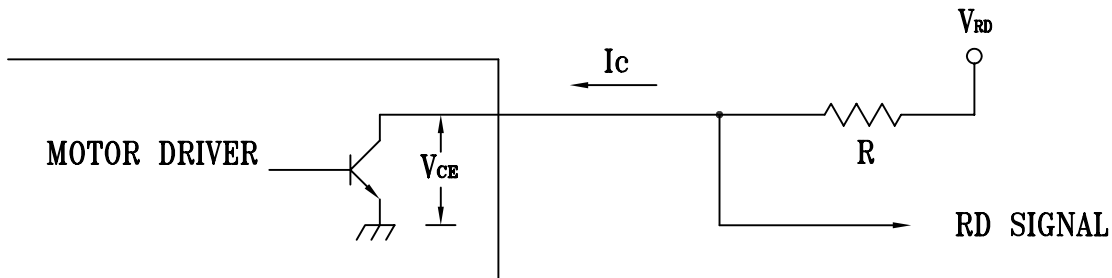 VRD
Ic
MOTOR DRIVER
VCE
R
RD SIGNAL